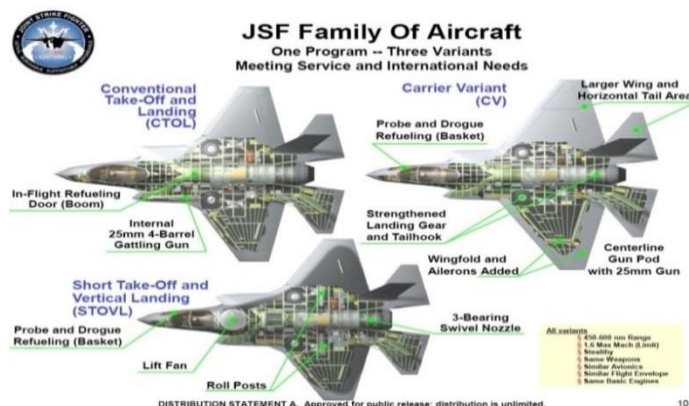 JSF Family Of Aircraft
One Program -- Three Variants
Meeting Service and International Needs
JOINT STRIKE FIGHTER
Conventional
Take-Off and
Landing
(CTOL)
In-Flight Refueling
Door (Boom)
Internal
25mm 4-Barrel
Gattling Gun
Carrier Variant
(CV)
Larger Wing and
Horizontal Tail Area
Probe and Drogue
Refueling (Basket)
Strengthened
Landing Gear
and Tailhook
Wingfold and
Ailerons Added
Centerline
Gun Pod
with 25mm Gun
Short Take-Off and
Vertical Landing
(STOVL)
Probe and Drogue
Refueling (Basket)
Lift Fan
Roll Posts
3-Bearing
Swivel Nozzle
All variants
§ 450-600 nm Range
§ 1.6 Max Mach (Limit)
§ Stealthy
§ Same Weapons
§ Similar Avionics
§ Similar Flight Envelope
§ Same Basic Engines
DISTRIBUTION STATEMENT A. Approved for public release; distribution is unlimited.
10